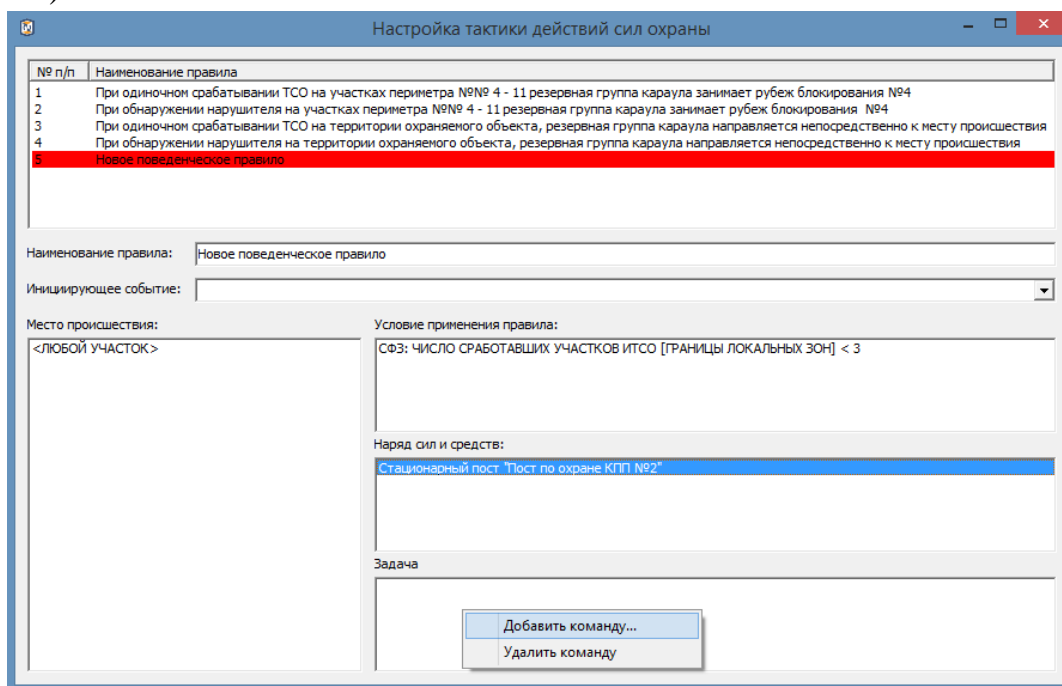 Настройка тактики действий сил охраны
№ п/п Наименование правила
1 При одиночном срабатывании ТСО на участках периметра №№ 4 - 11 резервная группа караула занимает рубеж блокирования №4
2 При обнаружении нарушителя на участках периметра №№ 4 - 11 резервная группа караула занимает рубеж блокирования №4
3 При одиночном срабатывании ТСО на территории охраняемого объекта, резервная группа караула направляется непосредственно к месту происшествия
4 При обнаружении нарушителя на территории охраняемого объекта, резервная группа караула направляется непосредственно к месту происшествия
5 Новое поведенческое правило
Наименование правила: Новое поведенческое правило
Инициирующее событие:
Место происшествия:
<ЛЮБОЙ УЧАСТОК>
Условие применения правила:
СФЗ: ЧИСЛО СРАБОТАВШИХ УЧАСТКОВ ИТСО [ГРАНИЦЫ ЛОКАЛЬНЫХ ЗОН] < 3
Наряд сил и средств:
Стационарный пост "Пост по охране КПП №2"
Задача
Добавить команду...
Удалить команду